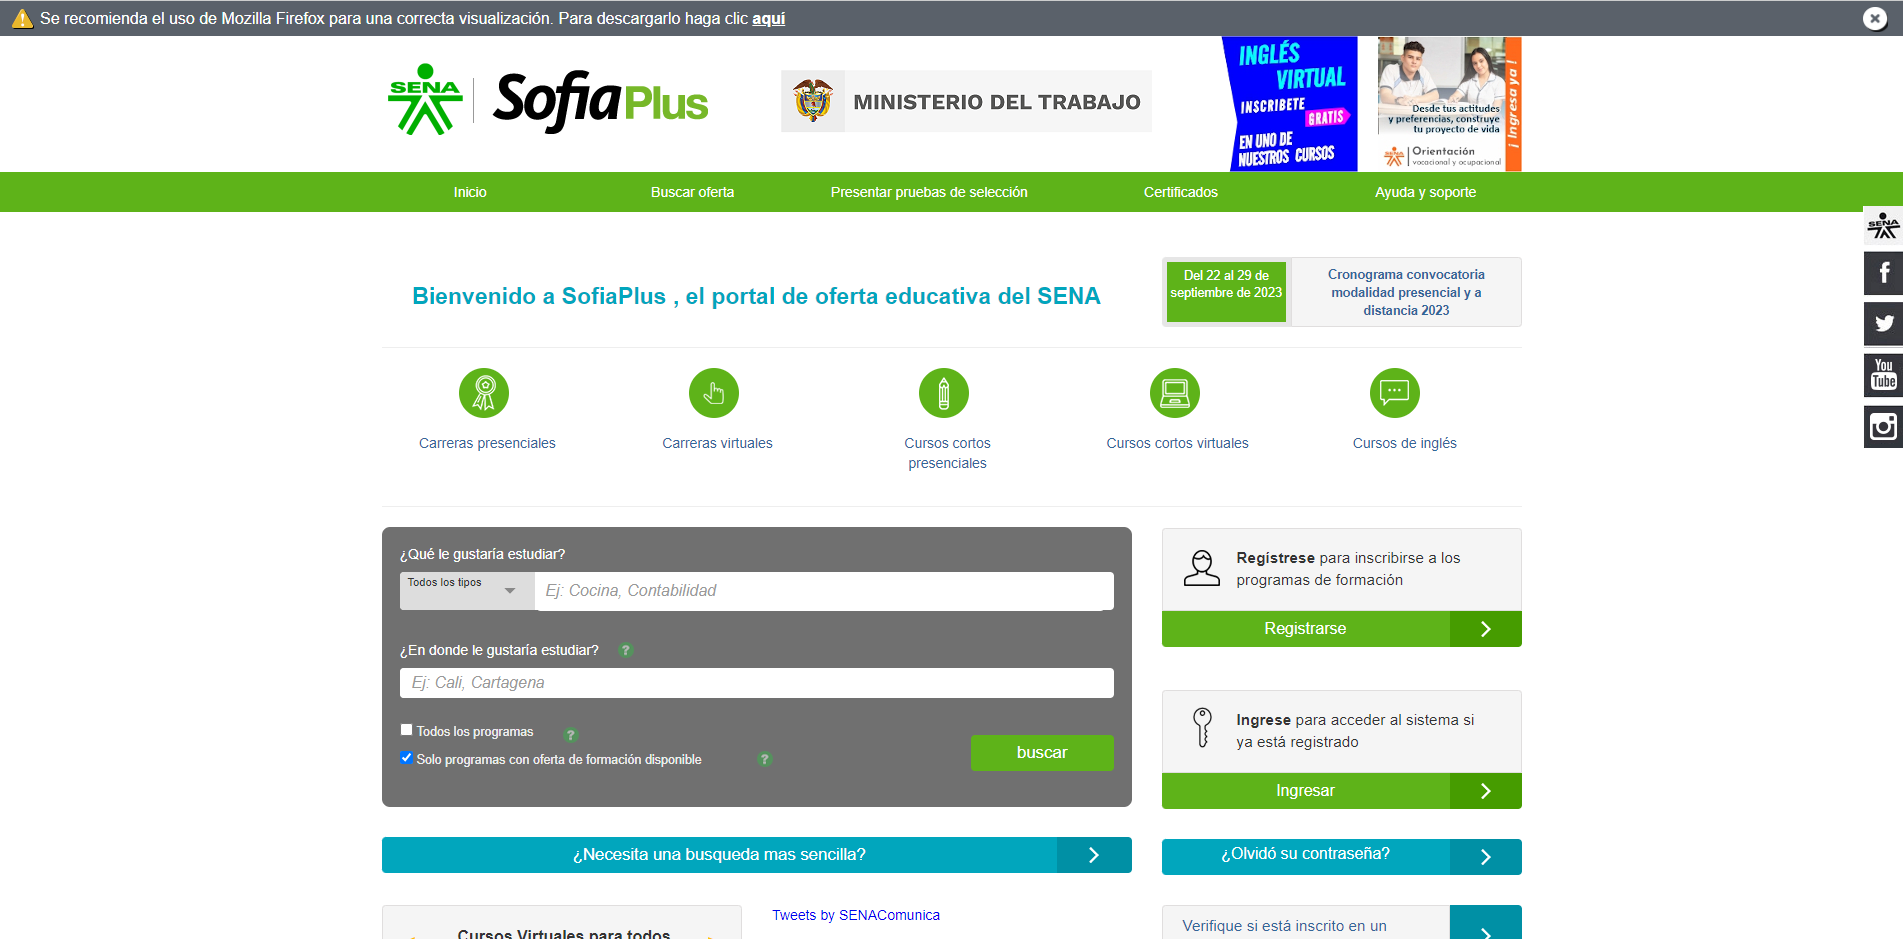 Se recomienda el uso de Mozilla Firefox para una correcta visualización. Para descargarlo haga clic aquí
SENA
SofiaPlus
MINISTERIO DEL TRABAJO
INGLÉS
VIRTUAL
INSCRIBETE
GRATIS
EN UNO DE
NUESTROS CURSOS
Desde tus actitudes
y preferencias, construye
tu proyecto de vida
SENA
Orientación
vocacional y ocupacional
¡ Ingresa ya !
Inicio
Buscar oferta
Presentar pruebas de selección
Certificados
Ayuda y soporte
SENA
You
Tube
Bienvenido a SofiaPlus , el portal de oferta educativa del SENA
Del 22 al 29 de
septiembre de 2023
Cronograma convocatoria
modalidad presencial y a
distancia 2023
Carreras presenciales
Carreras virtuales
Cursos cortos
presenciales
Cursos cortos virtuales
Cursos de inglés
¿Qué le gustaría estudiar?
Todos los tipos
Ej: Cocina, Contabilidad
¿En donde le gustaría estudiar? ?
Ej: Cali, Cartagena
Todos los programas ?
Solo programas con oferta de formación disponible ?
buscar
Regístrese para inscribirse a los
programas de formación
Registrarse
Ingrese para acceder al sistema si
ya está registrado
Ingresar
¿Necesita una busqueda mas sencilla?
¿Olvidó su contraseña?
Cursos Virtuales para todos
Tweets by SENAComunica
Verifique si está inscrito en un